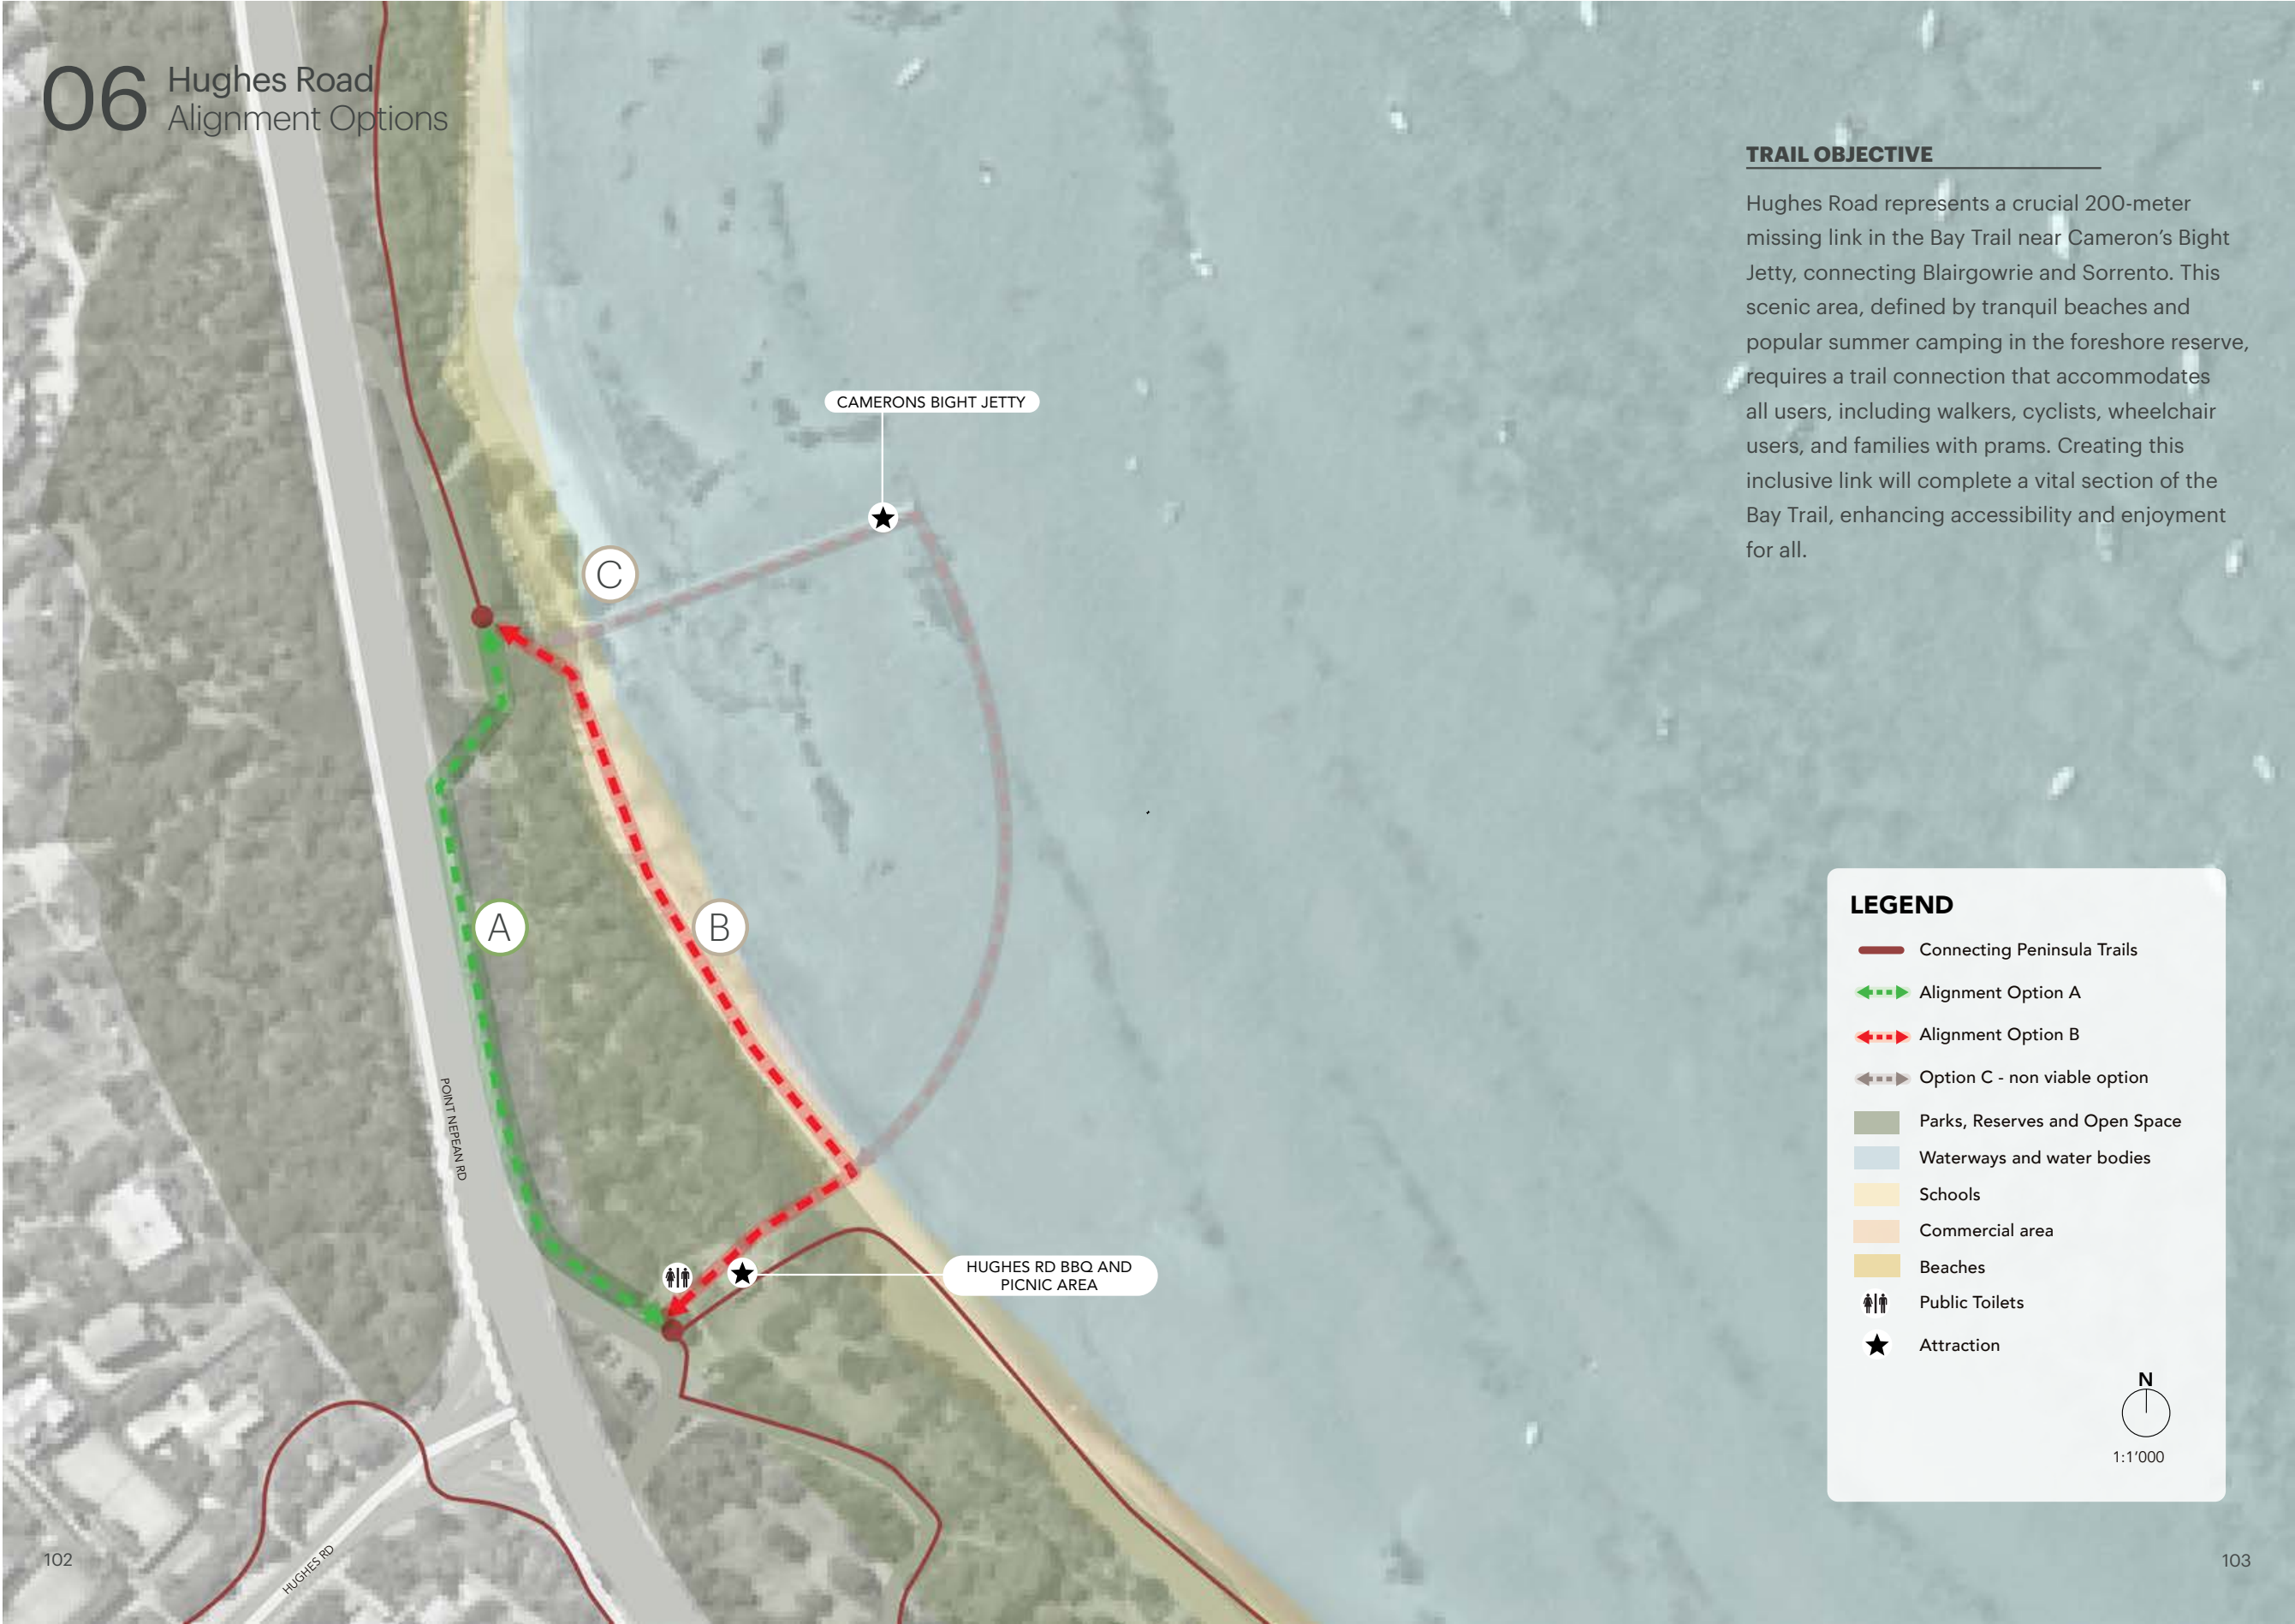 06 Hughes Road
Alignment Options
TRAIL OBJECTIVE
Hughes Road represents a crucial 200-meter
missing link in the Bay Trail near Cameron’s Bight
Jetty, connecting Blairgowrie and Sorrento. This
scenic area, defined by tranquil beaches and
popular summer camping in the foreshore reserve,
requires a trail connection that accommodates
all users, including walkers, cyclists, wheelchair
users, and families with prams. Creating this
inclusive link will complete a vital section of the
Bay Trail, enhancing accessibility and enjoyment
for all.
CAMERONS BIGHT JETTY
C
A
B
POINT NEPEAN RD
HUGHES RD BBQ AND
PICNIC AREA
HUGHES RD
LEGEND
Connecting Peninsula Trails
Alignment Option A
Alignment Option B
Option C - non viable option
Parks, Reserves and Open Space
Waterways and water bodies
Schools
Commercial area
Beaches
Public Toilets
Attraction
N
1:1’000
102
103